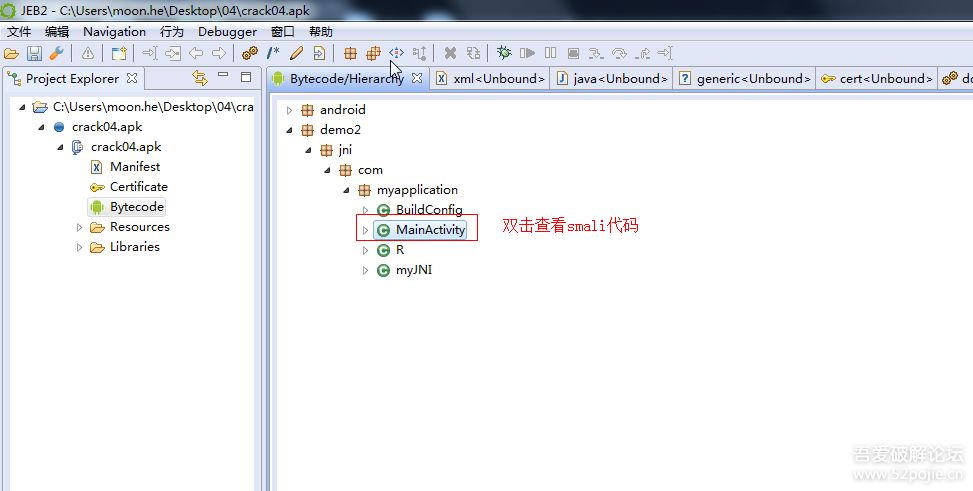 JEB2 - C:\Users\moon.he\Desktop\04\crack04.apk
文件 编辑 Navigation 行为 Debugger 窗口 帮助
Project Explorer
Bytecode/Hierarchy xml<Unbound> java<Unbound> generic<Unbound> cert<Unbound>
C:\Users\moon.he\Desktop\04\cra
crack04.apk
crack04.apk
Manifest
Certificate
Bytecode
Resources
Libraries
android
demo2
jni
com
myapplication
BuildConfig
MainActivity 双击查看smali代码
R
myJNI
吾爱破解论坛
www.52pojie.cn